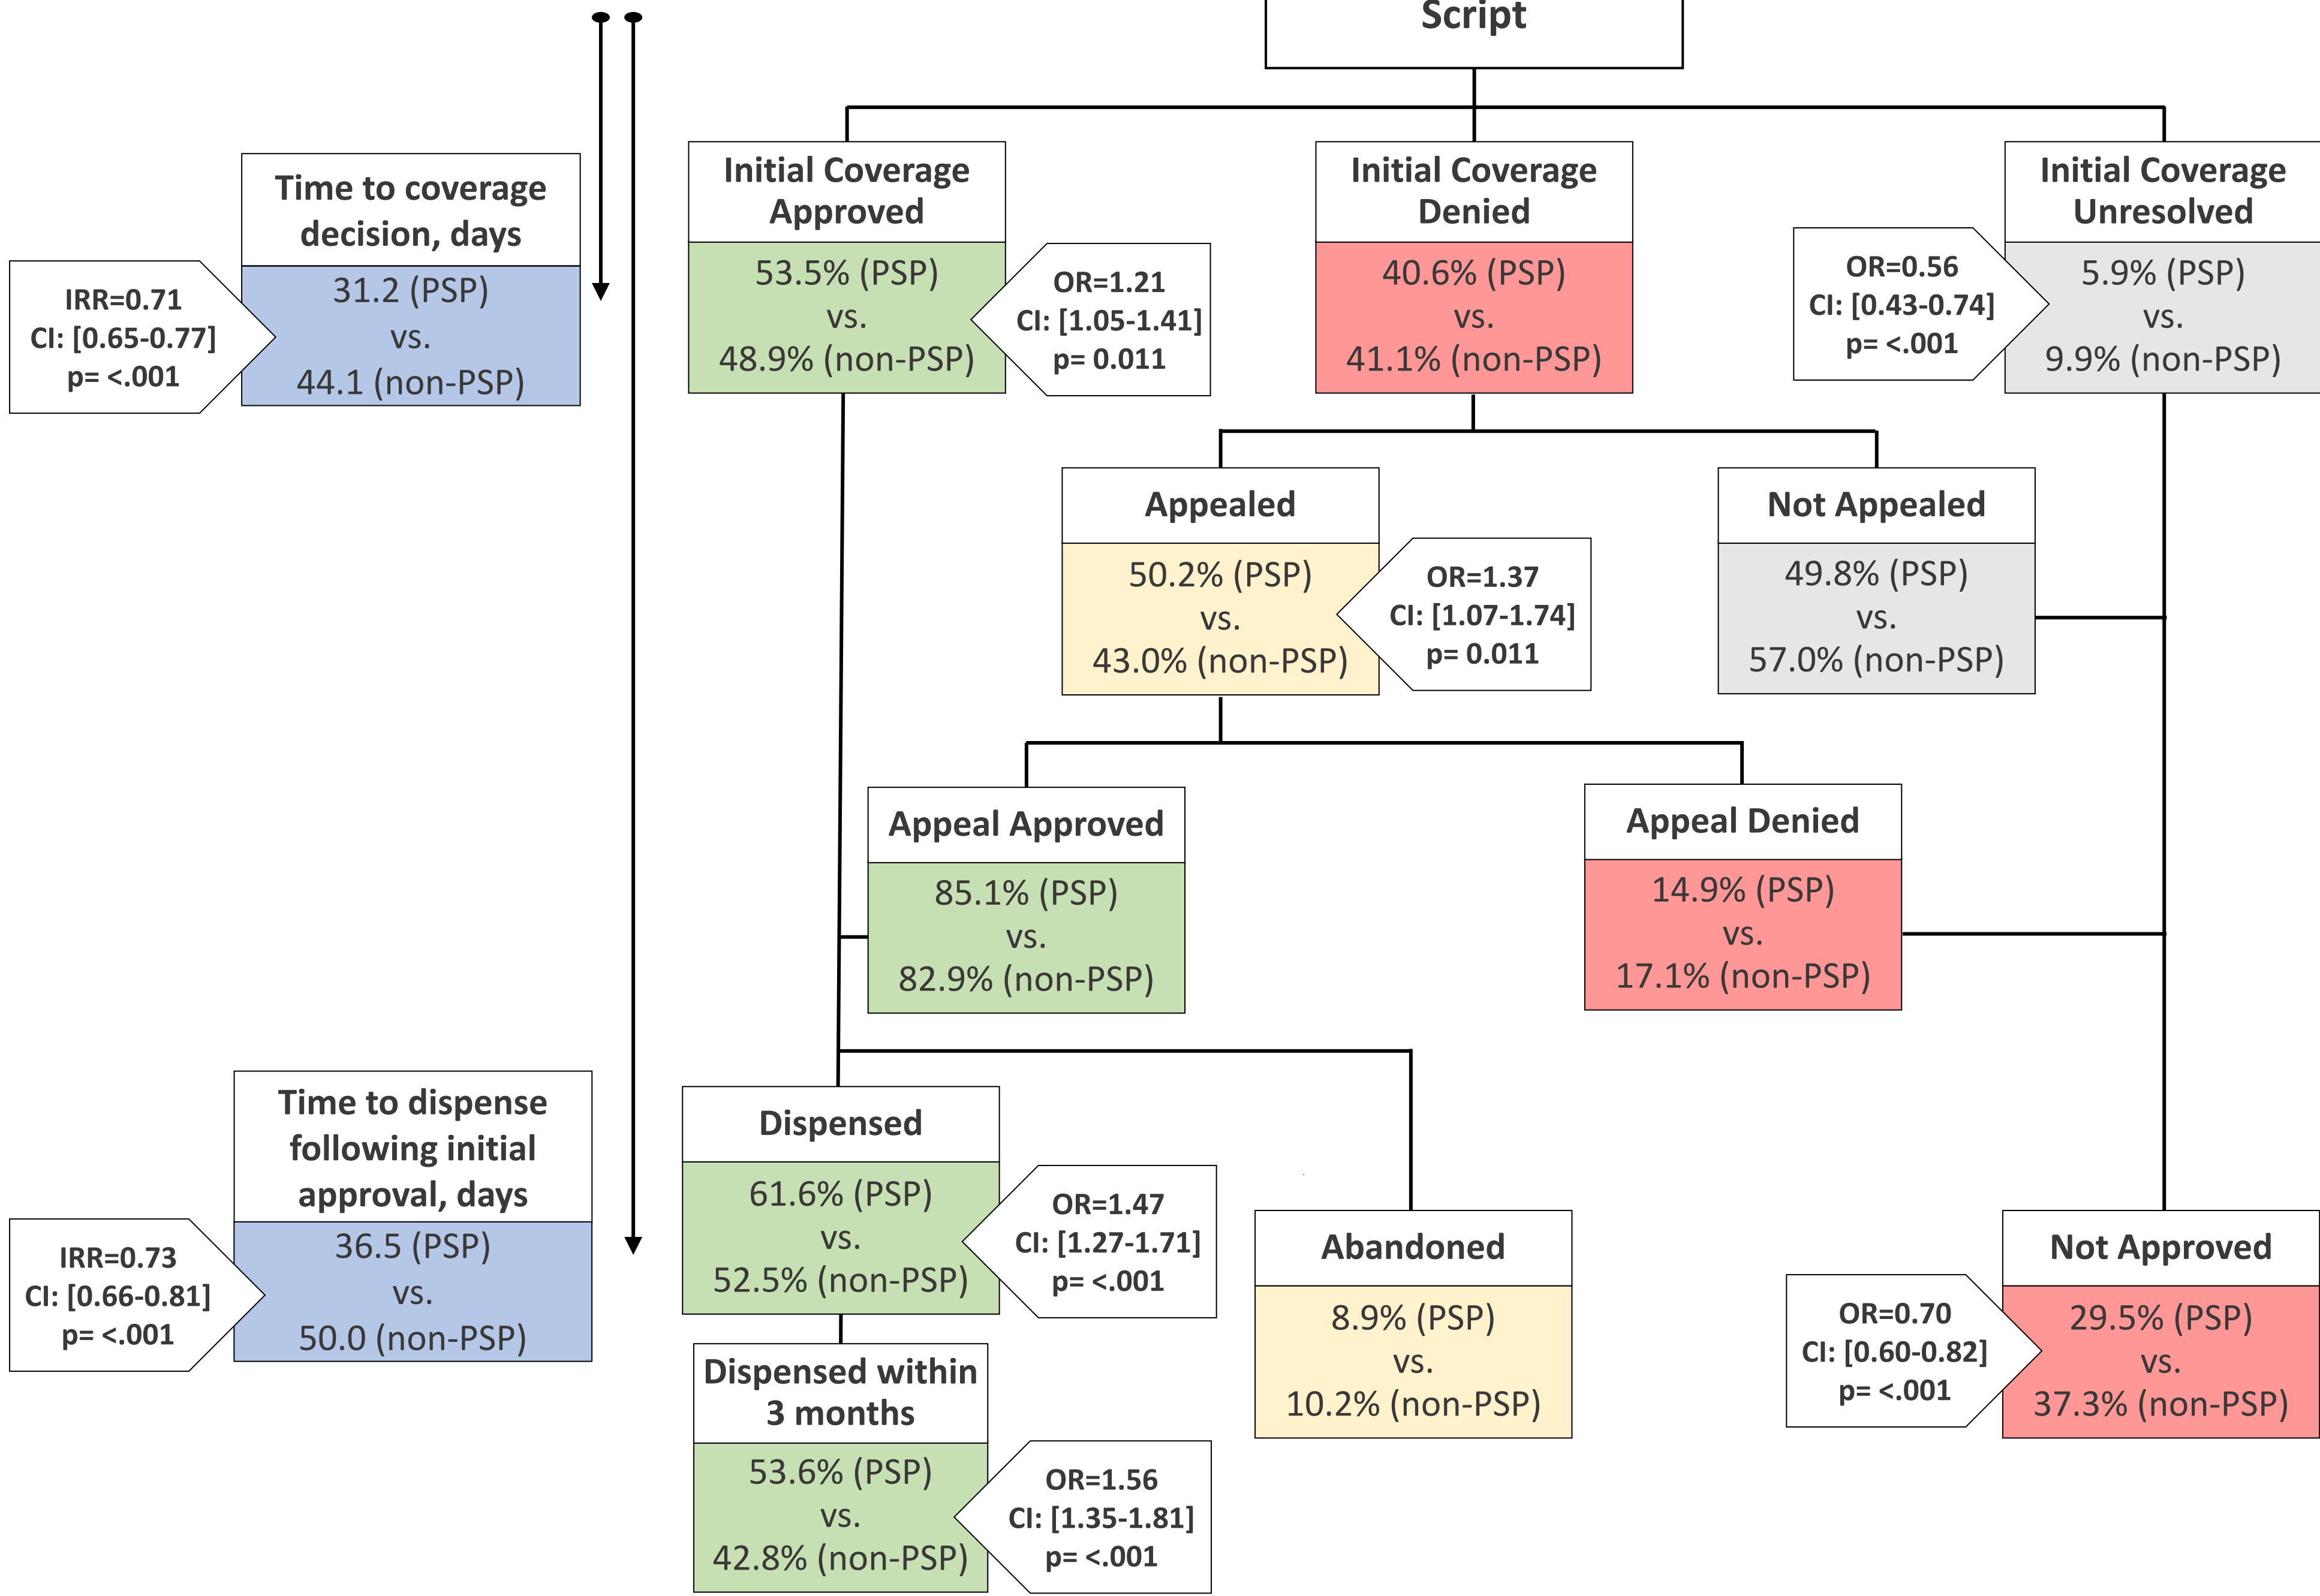 Script
Time to coverage
decision, days
31.2 (PSP)
vs.
44.1 (non-PSP)
IRR=0.71
CI: [0.65-0.77]
p= <.001
Initial Coverage
Approved
53.5% (PSP)
vs.
48.9% (non-PSP)
OR=1.21
CI: [1.05-1.41]
p= 0.011
Initial Coverage
Denied
40.6% (PSP)
vs.
41.1% (non-PSP)
Initial Coverage
Unresolved
5.9% (PSP)
vs.
9.9% (non-PSP)
OR=0.56
CI: [0.43-0.74]
p= <.001
Appealed
50.2% (PSP)
vs.
43.0% (non-PSP)
OR=1.37
CI: [1.07-1.74]
p= 0.011
Not Appealed
49.8% (PSP)
vs.
57.0% (non-PSP)
Appeal Approved
85.1% (PSP)
vs.
82.9% (non-PSP)
Appeal Denied
14.9% (PSP)
vs.
17.1% (non-PSP)
Time to dispense
following initial
approval, days
36.5 (PSP)
vs.
50.0 (non-PSP)
IRR=0.73
CI: [0.66-0.81]
p= <.001
Dispensed
61.6% (PSP)
vs.
52.5% (non-PSP)
OR=1.47
CI: [1.27-1.71]
p= <.001
Abandoned
8.9% (PSP)
vs.
10.2% (non-PSP)
Not Approved
29.5% (PSP)
vs.
37.3% (non-PSP)
OR=0.70
CI: [0.60-0.82]
p= <.001
Dispensed within
3 months
53.6% (PSP)
vs.
42.8% (non-PSP)
OR=1.56
CI: [1.35-1.81]
p= <.001